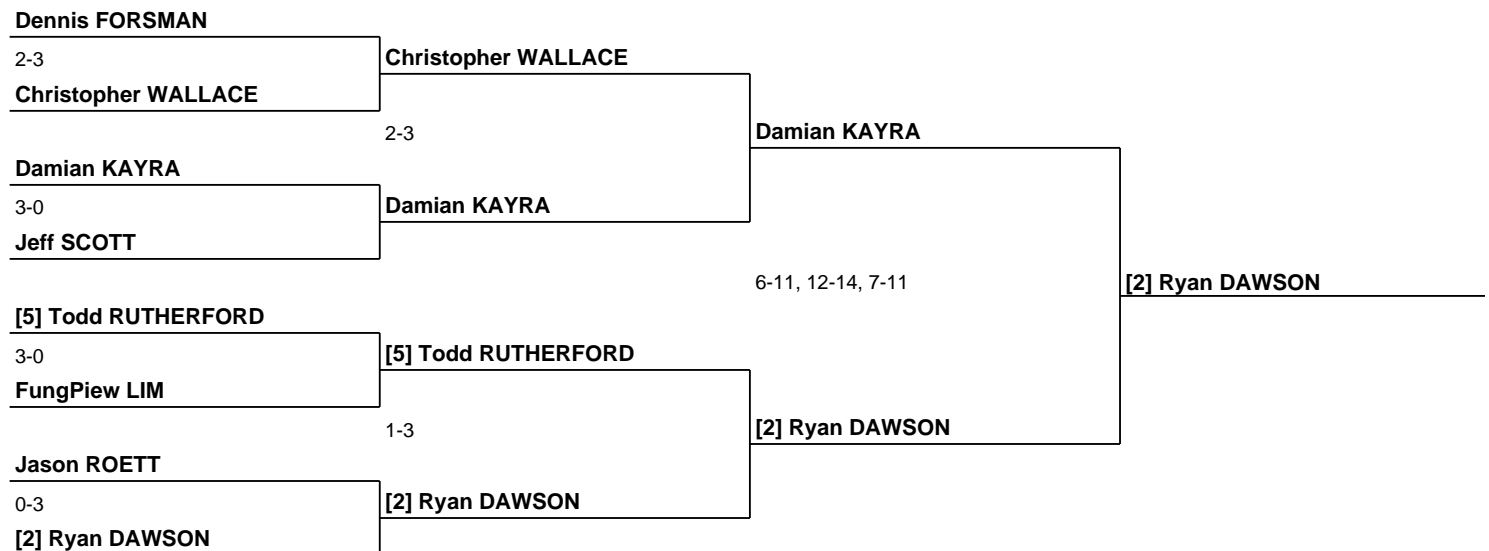 Dennis FORSMAN
2-3
Christopher WALLACE
Christopher WALLACE
2-3
Damian KAYRA
Damian KAYRA
3-0
Damian KAYRA
Jeff SCOTT
6-11, 12-14, 7-11
[2] Ryan DAWSON
[5] Todd RUTHERFORD
3-0
[5] Todd RUTHERFORD
FungPiew LIM
1-3
[2] Ryan DAWSON
Jason ROETT
0-3
[2] Ryan DAWSON
[2] Ryan DAWSON